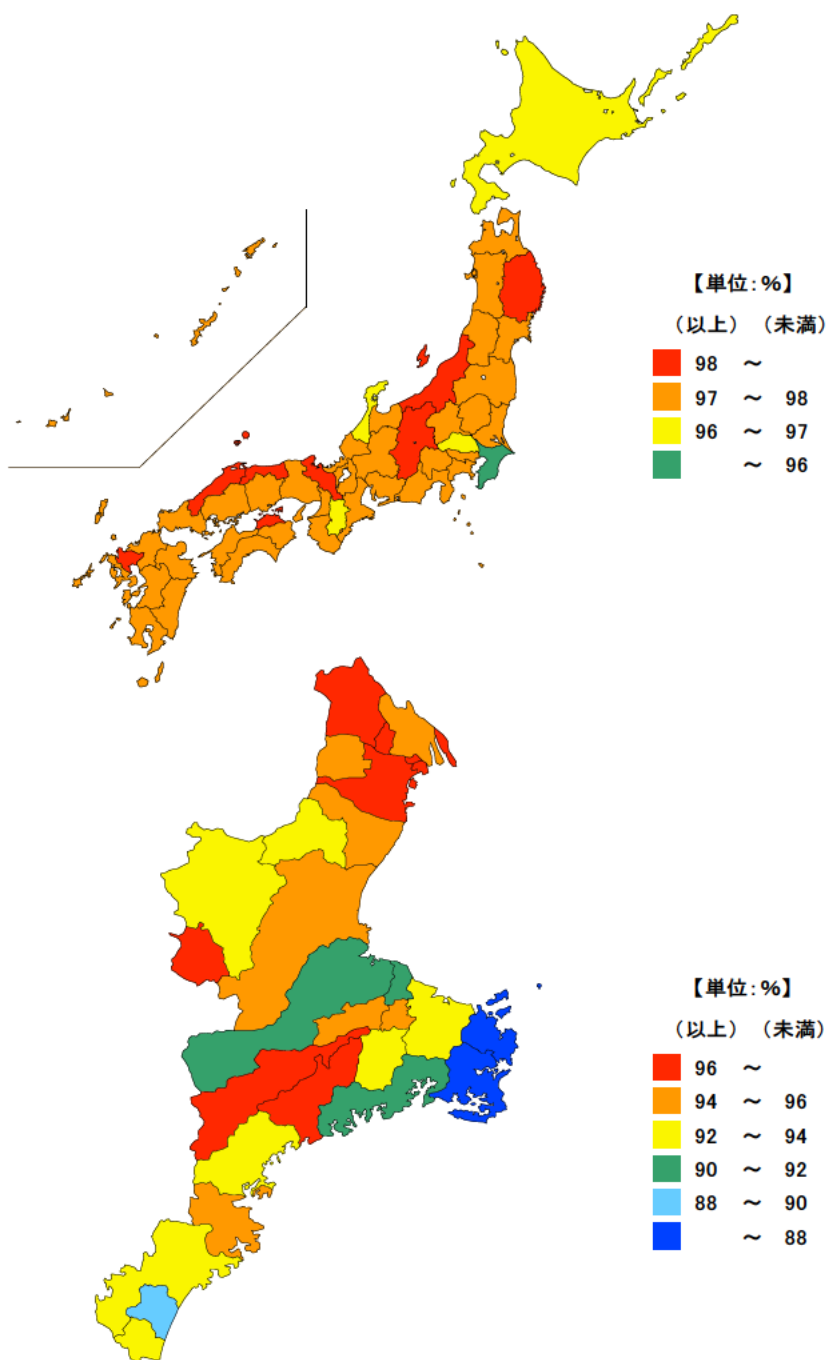 【単位:%】
(以上) (未満)
98 ～
97 ～ 98
96 ～ 97
～ 96
【単位:%】
(以上) (未満)
96 ～
94 ～ 96
92 ～ 94
90 ～ 92
88 ～ 90
～ 88